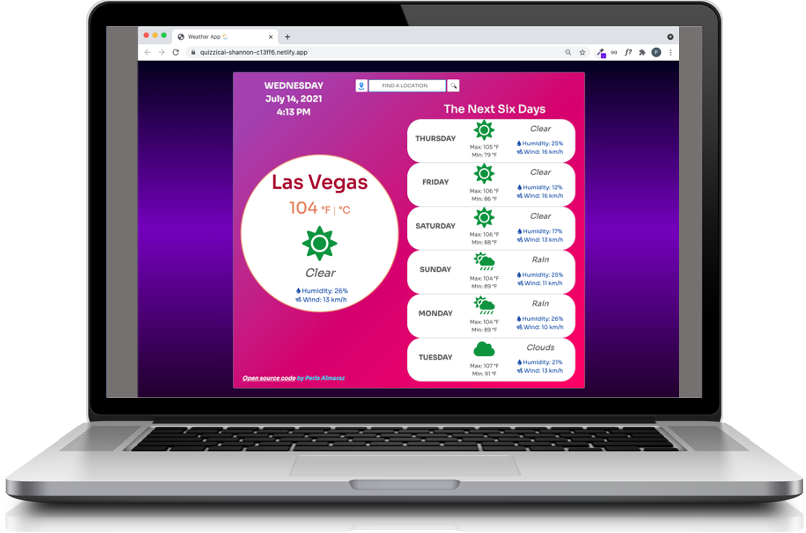 Weather App
quizzical-shannon-c13ff6.netlify.app
f?
P
WEDNESDAY
July 14, 2021
4:13 PM
FIND A LOCATION
The Next Six Days
Las Vegas
104 °F | °C
Clear
Humidity: 26%
Wind: 13 km/h
THURSDAY
Max: 105 °F
Min: 79 °F
Clear
Humidity: 25%
Wind: 16 km/h
FRIDAY
Max: 106 °F
Min: 86 °F
Clear
Humidity: 12%
Wind: 16 km/h
SATURDAY
Max: 106 °F
Min: 88 °F
Clear
Humidity: 17%
Wind: 13 km/h
SUNDAY
Max: 104 °F
Min: 89 °F
Rain
Humidity: 25%
Wind: 11 km/h
MONDAY
Max: 104 °F
Min: 89 °F
Rain
Humidity: 26%
Wind: 10 km/h
TUESDAY
Max: 107 °F
Min: 91 °F
Clouds
Humidity: 21%
Wind: 13 km/h
Open source code by Perla Almaraz